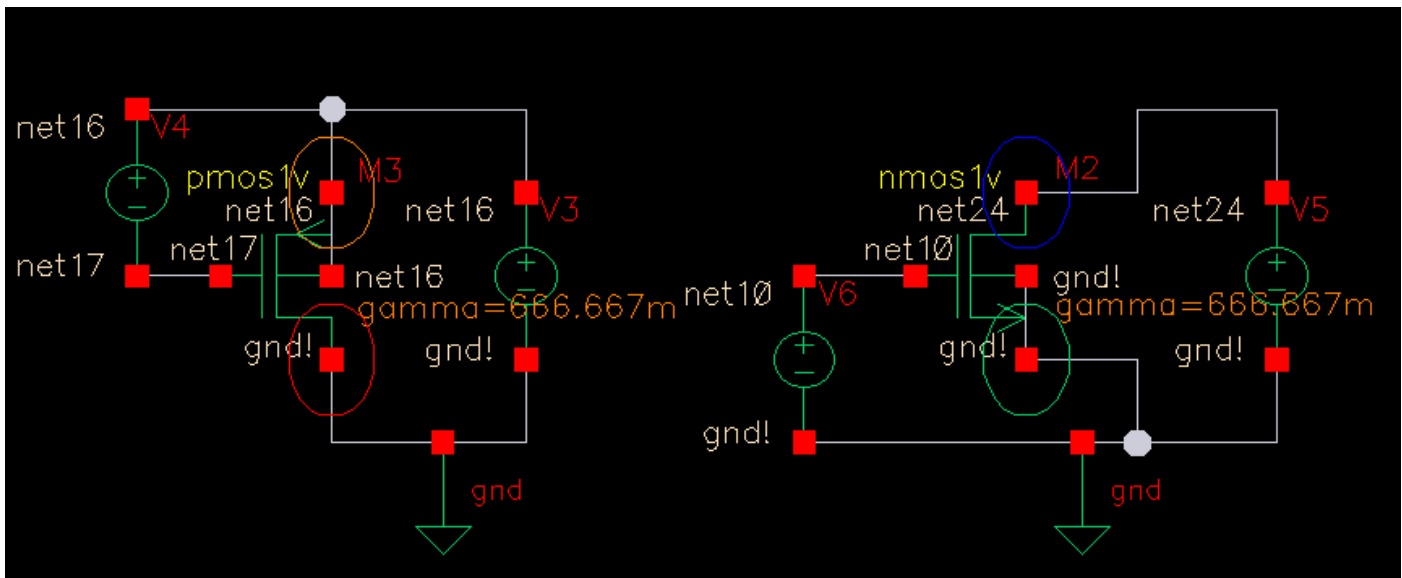 net16
V4
pmos1v
M3
net16
net16
V3
net17
net17
net16
gamma=666.667m
gnd!
gnd!
gnd
nmos1v
M2
net24
net24
V5
net10
gnd!
net10
V6
gamma=666.667m
gnd!
gnd!
gnd!
gnd